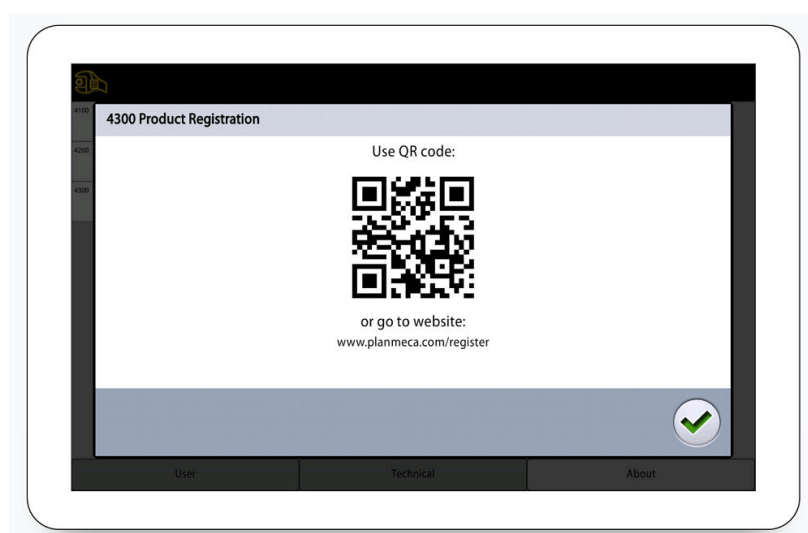 4100
4300 Product Registration
4200
Use QR code:
4300
or go to website:
www.planmeca.com/register
User
Technical
About